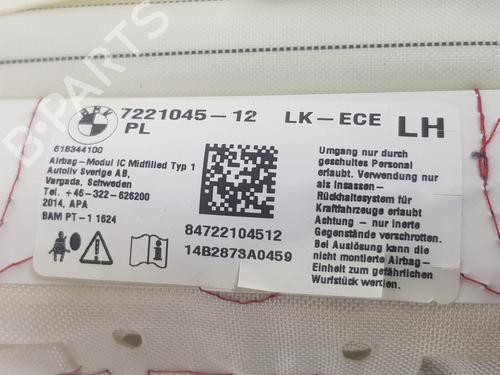 BMW
7221045-12 LK-ECE LH
PL
618344100
Airbag-Modul IC Midfilled Typ 1
Autoliv Sverige AB,
Vargada, Schweden
Tel. +46-322-626200
2014, APA
BAM PT-1 1624
84722104512
14B2873A0459
Umgang nur durch
geschultes Personal
erlaubt. Verwendung nur
als Insassen-
Rückhaltesystem für
Kraftfahrzeuge erlaubt
Achtung - nur inerte
Gegenstände verstroffen.
Bei Auslösung kann die
nicht montierte Airbag-
Einheit zum gefährlichen
Wurfstück werden.
B-PARTS